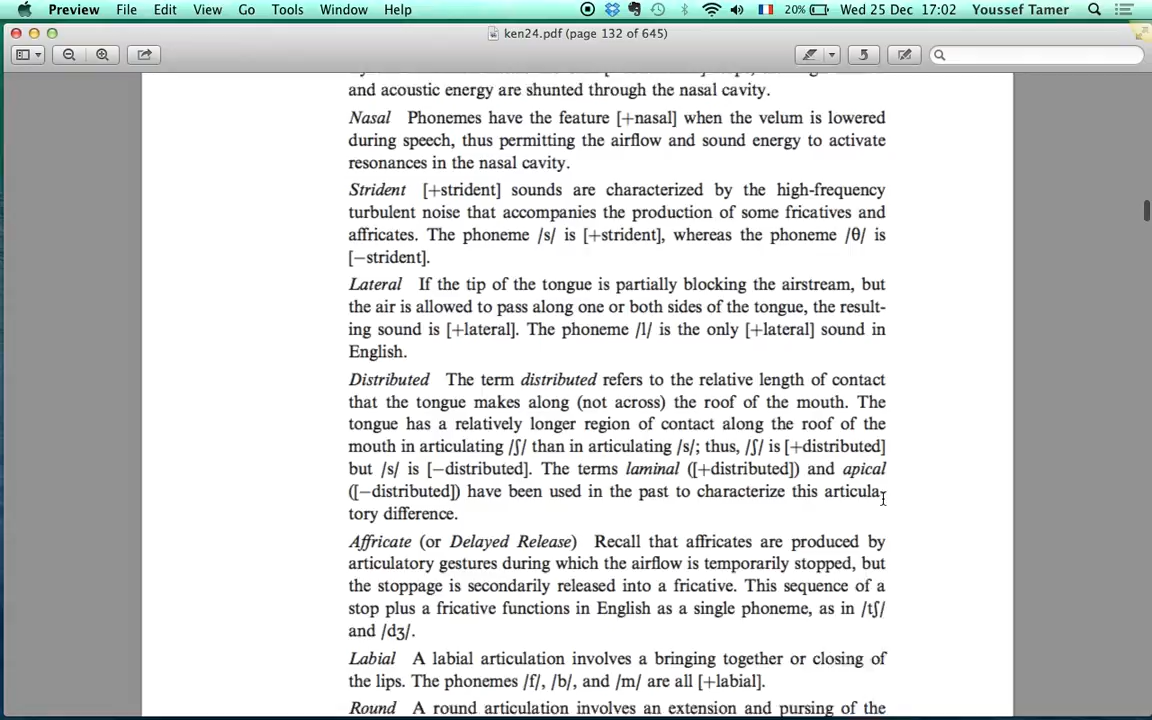 Preview File Edit View Go Tools Window Help 20% Wed 25 Dec 17:02 Youssef Tamer
ken24.pdf (page 132 of 645)
and acoustic energy are shunted through the nasal cavity.
Nasal Phonemes have the feature [+nasal] when the velum is lowered
during speech, thus permitting the airflow and sound energy to activate
resonances in the nasal cavity.
Strident [+strident] sounds are characterized by the high-frequency
turbulent noise that accompanies the production of some fricatives and
affricates. The phoneme /s/ is [+strident], whereas the phoneme /θ/ is
[−strident].
Lateral If the tip of the tongue is partially blocking the airstream, but
the air is allowed to pass along one or both sides of the tongue, the result-
ing sound is [+lateral]. The phoneme /l/ is the only [+lateral] sound in
English.
Distributed The term distributed refers to the relative length of contact
that the tongue makes along (not across) the roof of the mouth. The
tongue has a relatively longer region of contact along the roof of the
mouth in articulating /ʃ/ than in articulating /s/; thus, /ʃ/ is [+distributed]
but /s/ is [−distributed]. The terms laminal ([+distributed]) and apical
([−distributed]) have been used in the past to characterize this articula-
tory difference.
Affricate (or Delayed Release) Recall that affricates are produced by
articulatory gestures during which the airflow is temporarily stopped, but
the stoppage is secondarily released into a fricative. This sequence of a
stop plus a fricative functions in English as a single phoneme, as in /tʃ/
and /dʒ/.
Labial A labial articulation involves a bringing together or closing of
the lips. The phonemes /f/, /b/, and /m/ are all [+labial].
Round A round articulation involves an extension and pursing of the